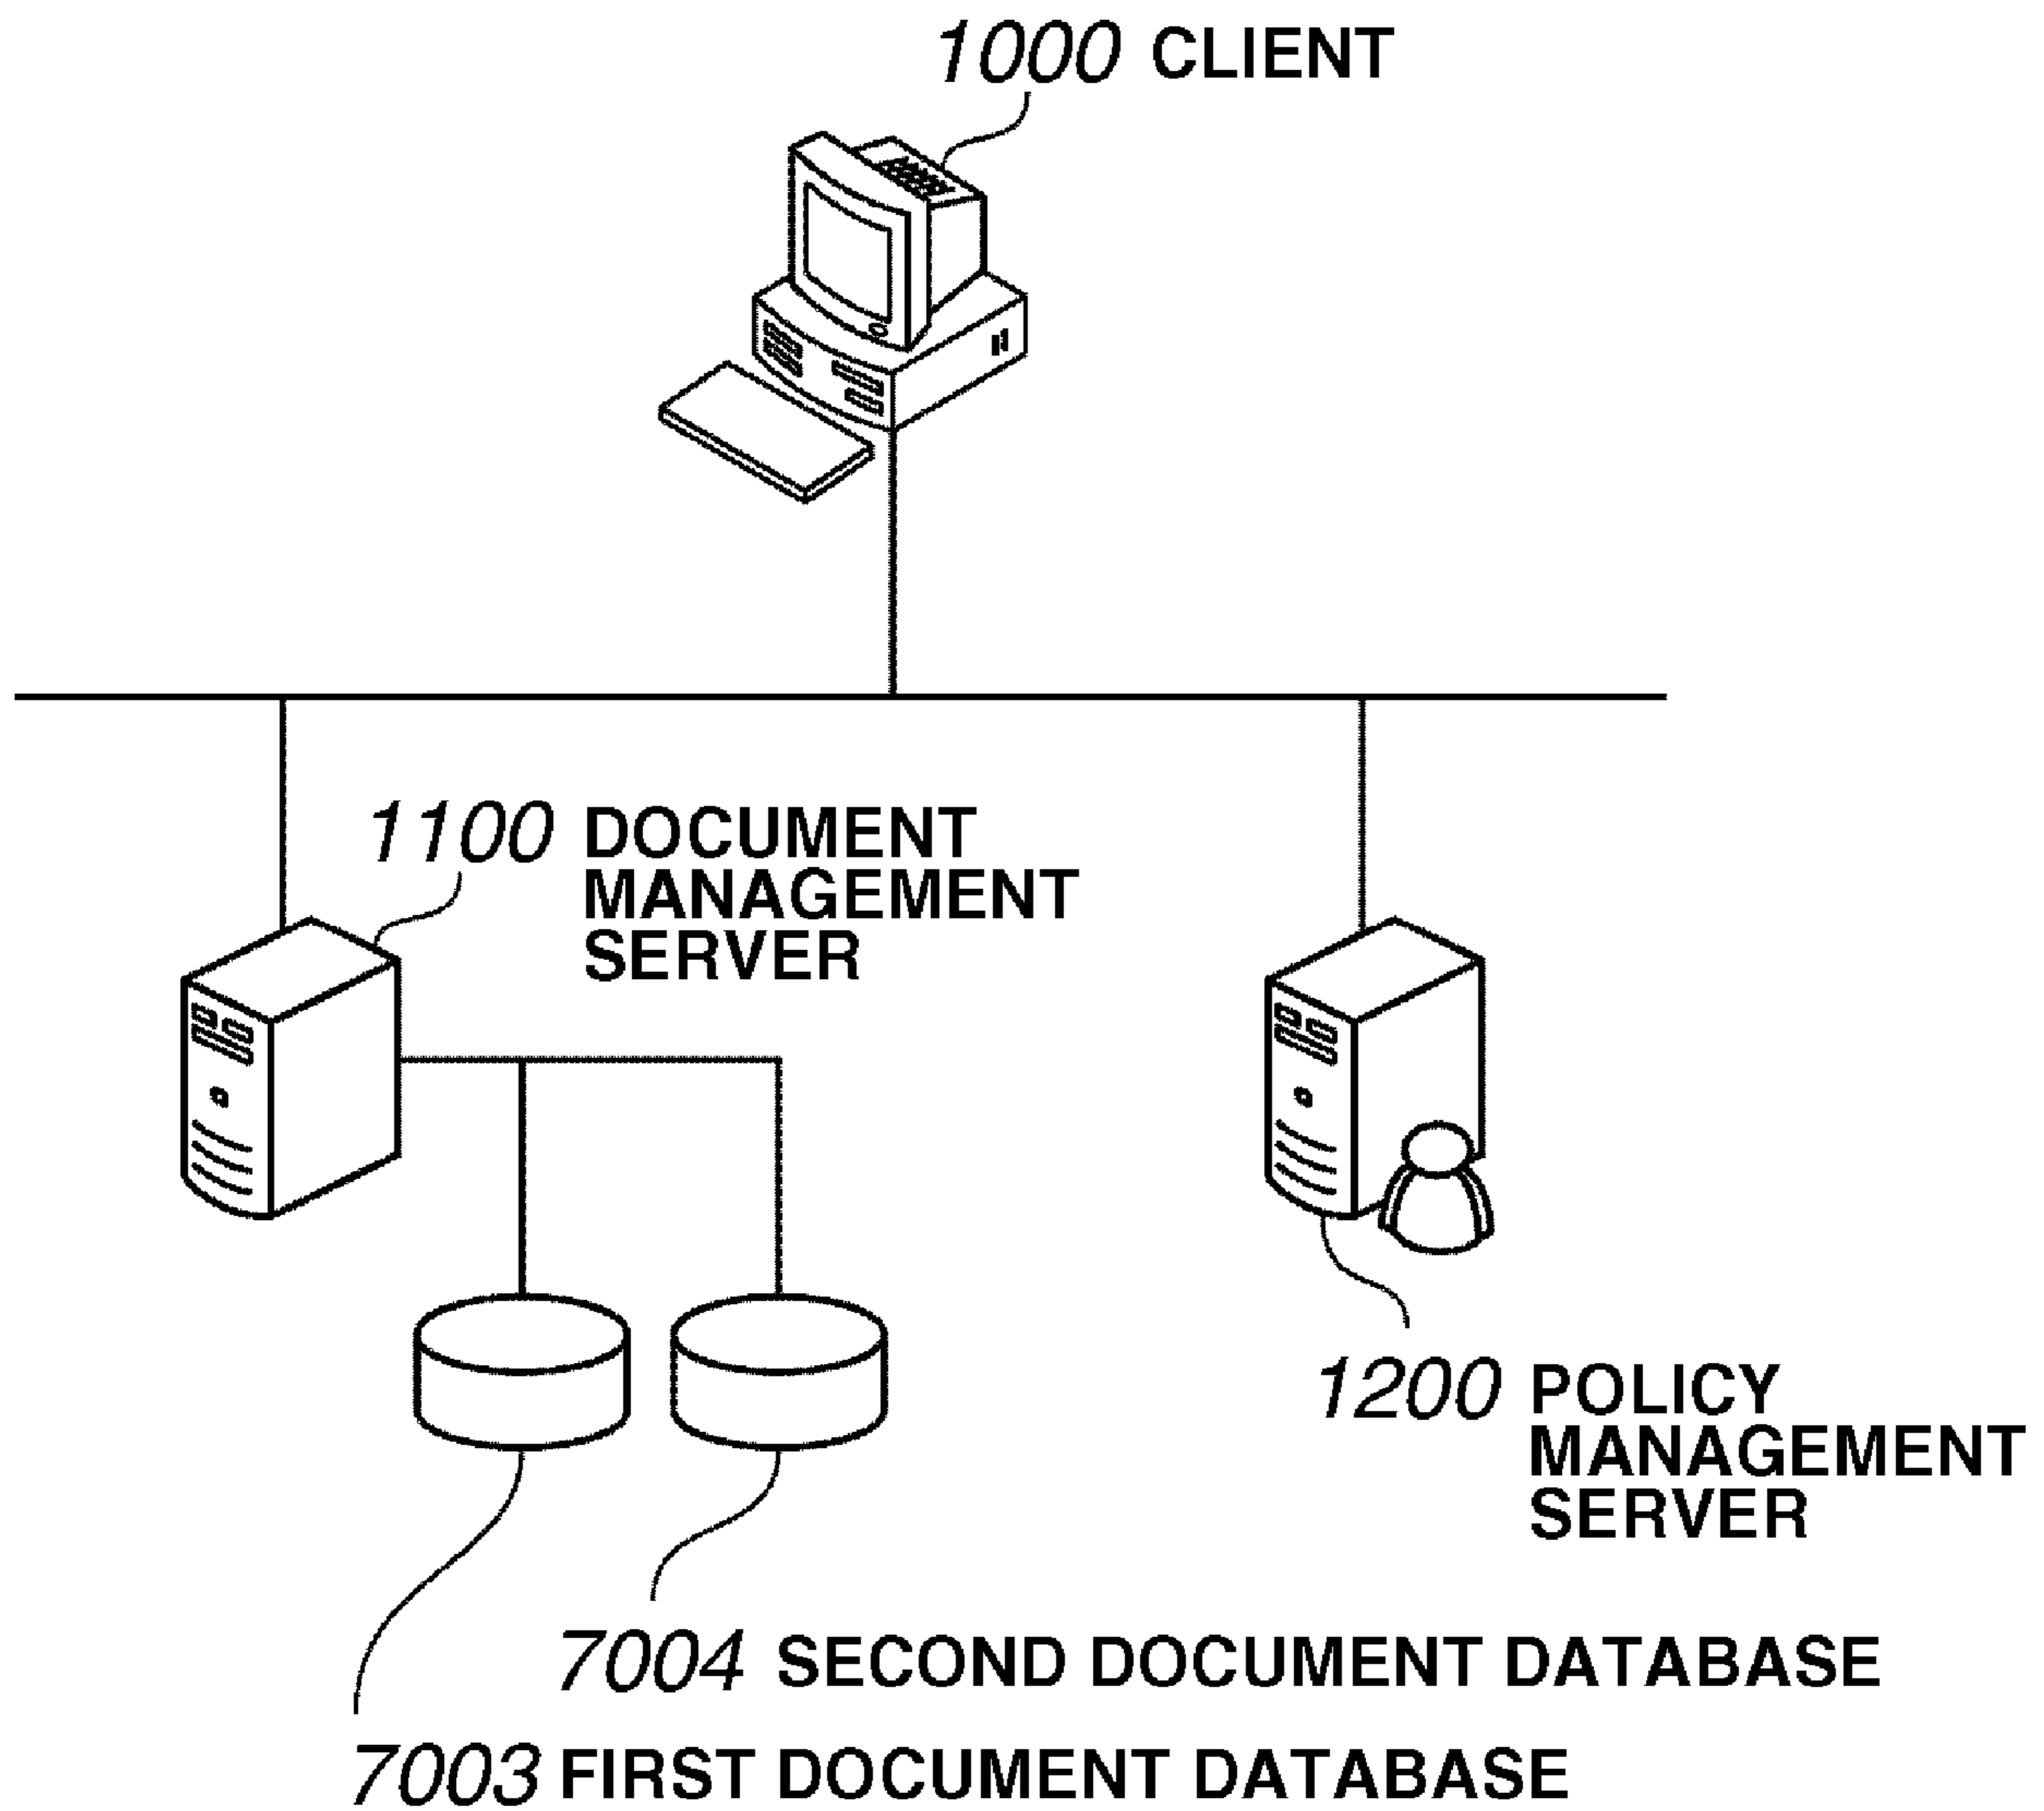 1000 CLIENT
1100 DOCUMENT
MANAGEMENT
SERVER
1200 POLICY
MANAGEMENT
SERVER
7004 SECOND DOCUMENT DATABASE
7003 FIRST DOCUMENT DATABASE